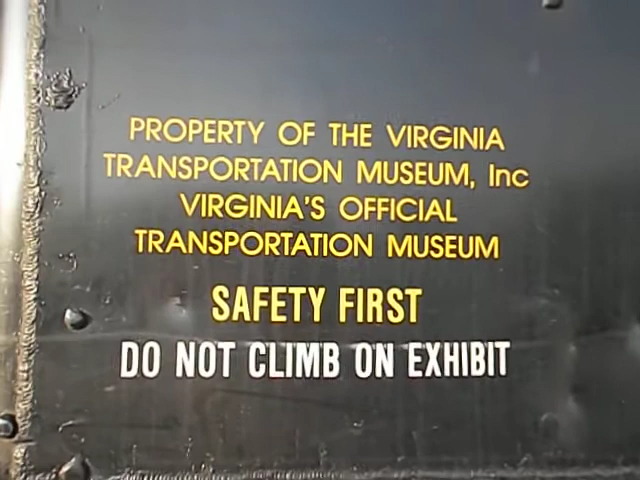 PROPERTY OF THE VIRGINIA
TRANSPORTATION MUSEUM, Inc
VIRGINIA'S OFFICIAL
TRANSPORTATION MUSEUM
SAFETY FIRST
DO NOT CLIMB ON EXHIBIT